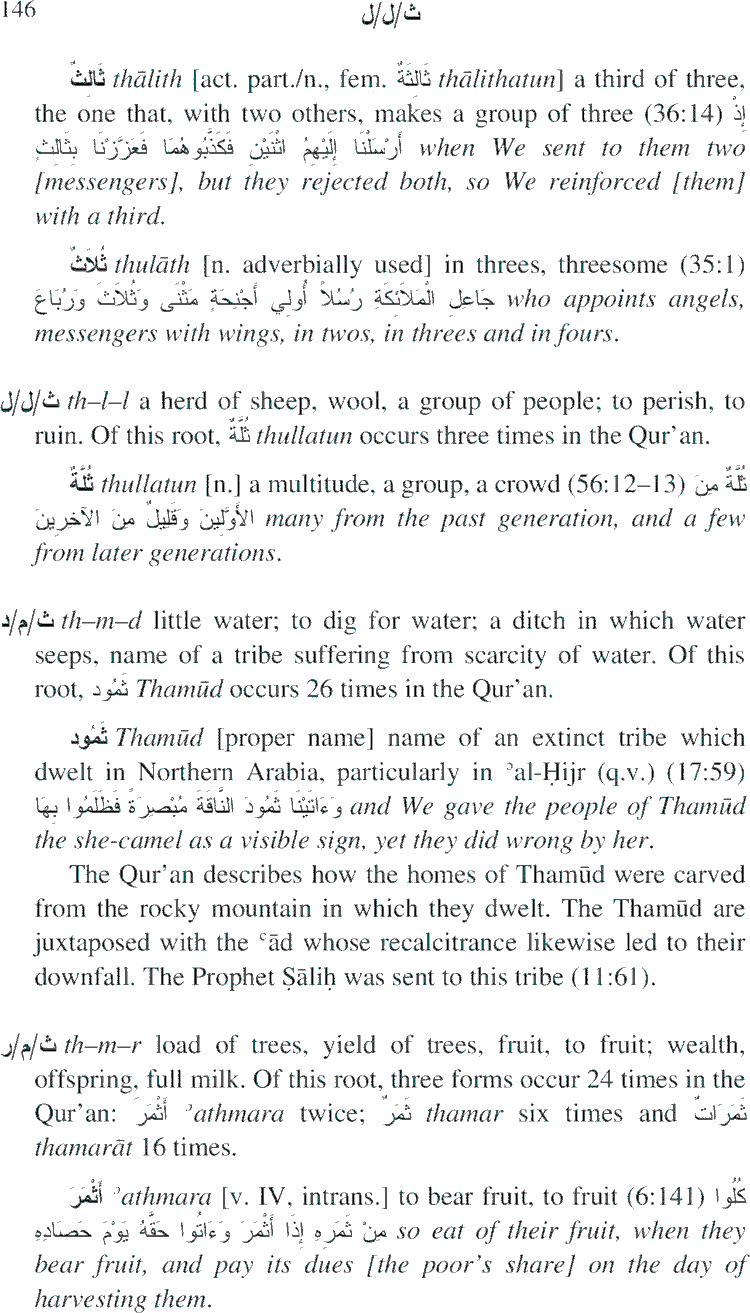 146
ث/ل/ل
ثَالِثٌ thālith [act. part./n., fem. ثَالِثَةٌ thālithatun] a third of three,
the one that, with two others, makes a group of three (36:14) إِذْ
أَرْسَلْنَا إِلَيْهِمُ اثْنَيْنِ فَكَذَّبُوهُمَا فَعَزَّزْنَا بِثَالِثٍ when We sent to them two
[messengers], but they rejected both, so We reinforced [them]
with a third.
ثُلَاثٌ thulāth [n. adverbially used] in threes, threesome (35:1)
جَاعِلِ الْمَلَائِكَةِ رُسُلاً أُولِي أَجْنِحَةٍ مَثْنَى وَثُلَاثَ وَرُبَاعَ who appoints angels,
messengers with wings, in twos, in threes and in fours.
ث/ل/ل th–l–l a herd of sheep, wool, a group of people; to perish, to
ruin. Of this root, ثُلَّةٌ thullatun occurs three times in the Qur’an.
ثُلَّةٌ thullatun [n.] a multitude, a group, a crowd (56:12–13) ثُلَّةٌ مِنَ
الأَوَّلِينَ وَقَلِيلٌ مِنَ الآخِرِينَ many from the past generation, and a few
from later generations.
ث/م/د th–m–d little water; to dig for water; a ditch in which water
seeps, name of a tribe suffering from scarcity of water. Of this
root, ثَمُود Thamūd occurs 26 times in the Qur’an.
ثَمُود Thamūd [proper name] name of an extinct tribe which
dwelt in Northern Arabia, particularly in ʾal-Ḥijr (q.v.) (17:59)
وَءَاتَيْنَا ثَمُودَ النَّاقَةَ مُبْصِرَةً فَظَلَمُوا بِهَا and We gave the people of Thamūd
the she-camel as a visible sign, yet they did wrong by her.
The Qur’an describes how the homes of Thamūd were carved
from the rocky mountain in which they dwelt. The Thamūd are
juxtaposed with the ʿād whose recalcitrance likewise led to their
downfall. The Prophet Ṣāliḥ was sent to this tribe (11:61).
ث/م/ر th–m–r load of trees, yield of trees, fruit, to fruit; wealth,
offspring, full milk. Of this root, three forms occur 24 times in the
Qur’an: أَثْمَرَ ʾathmara twice; ثَمَرٌ thamar six times and ثَمَرَاتٌ
thamarāt 16 times.
أَثْمَرَ ʾathmara [v. IV, intrans.] to bear fruit, to fruit (6:141) كُلُوا
مِنْ ثَمَرِهِ إِذَا أَثْمَرَ وَءَاتُوا حَقَّهُ يَوْمَ حَصَادِهِ so eat of their fruit, when they
bear fruit, and pay its dues [the poor’s share] on the day of
harvesting them.